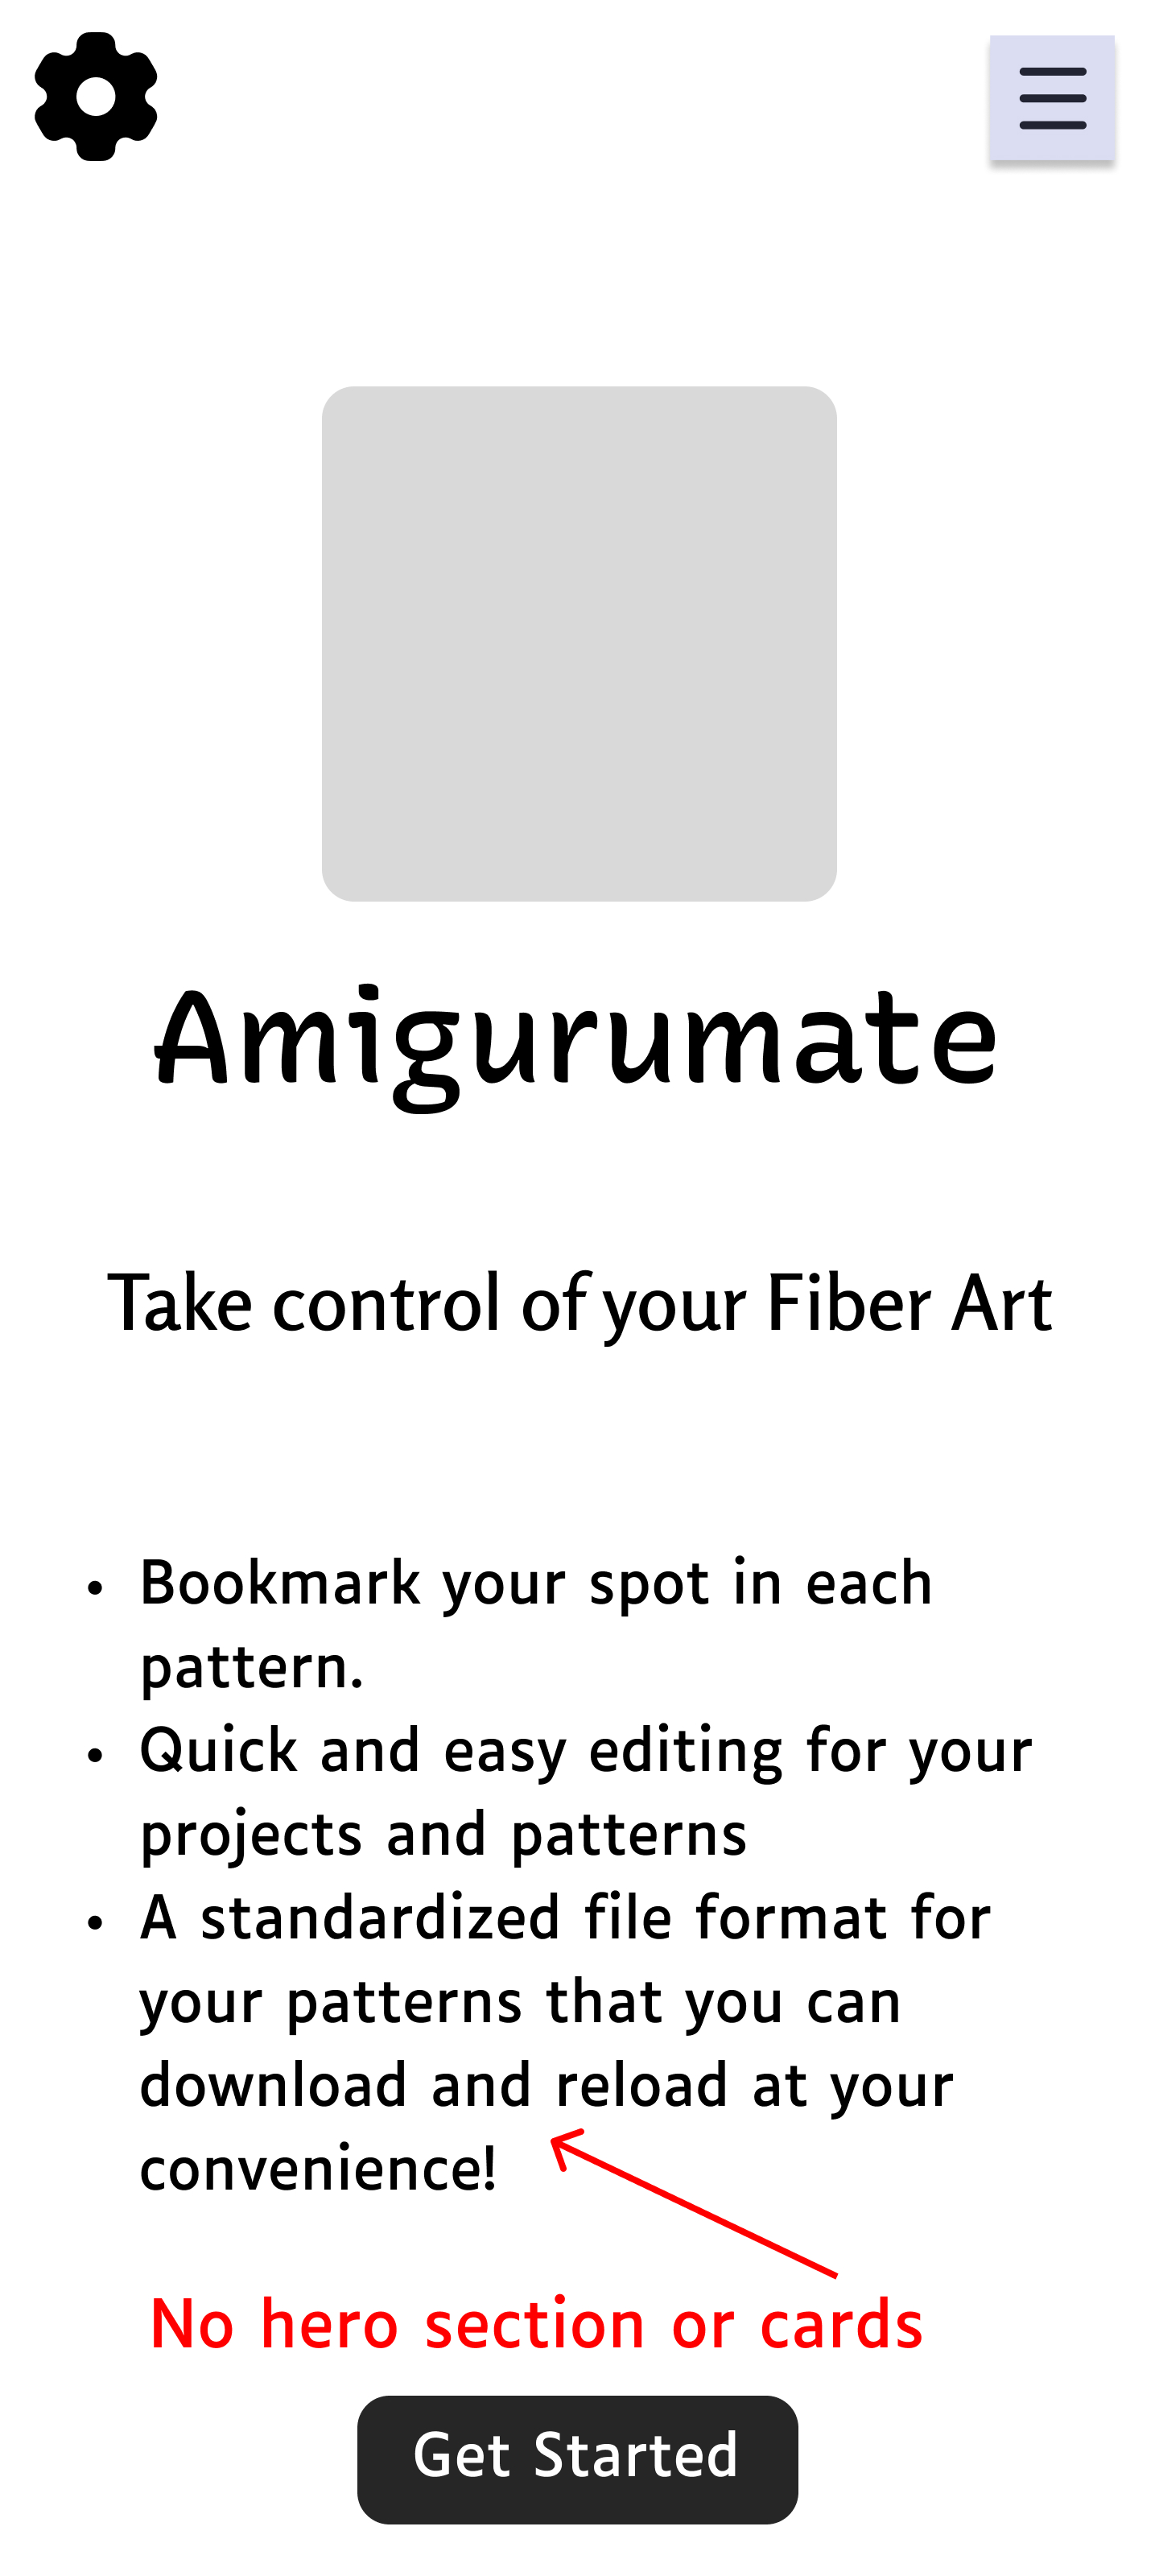 Amigurumate
Take control of your Fiber Art
• Bookmark your spot in each
pattern.
• Quick and easy editing for your
projects and patterns
• A standardized file format for
your patterns that you can
download and reload at your
convenience!
No hero section or cards
Get Started